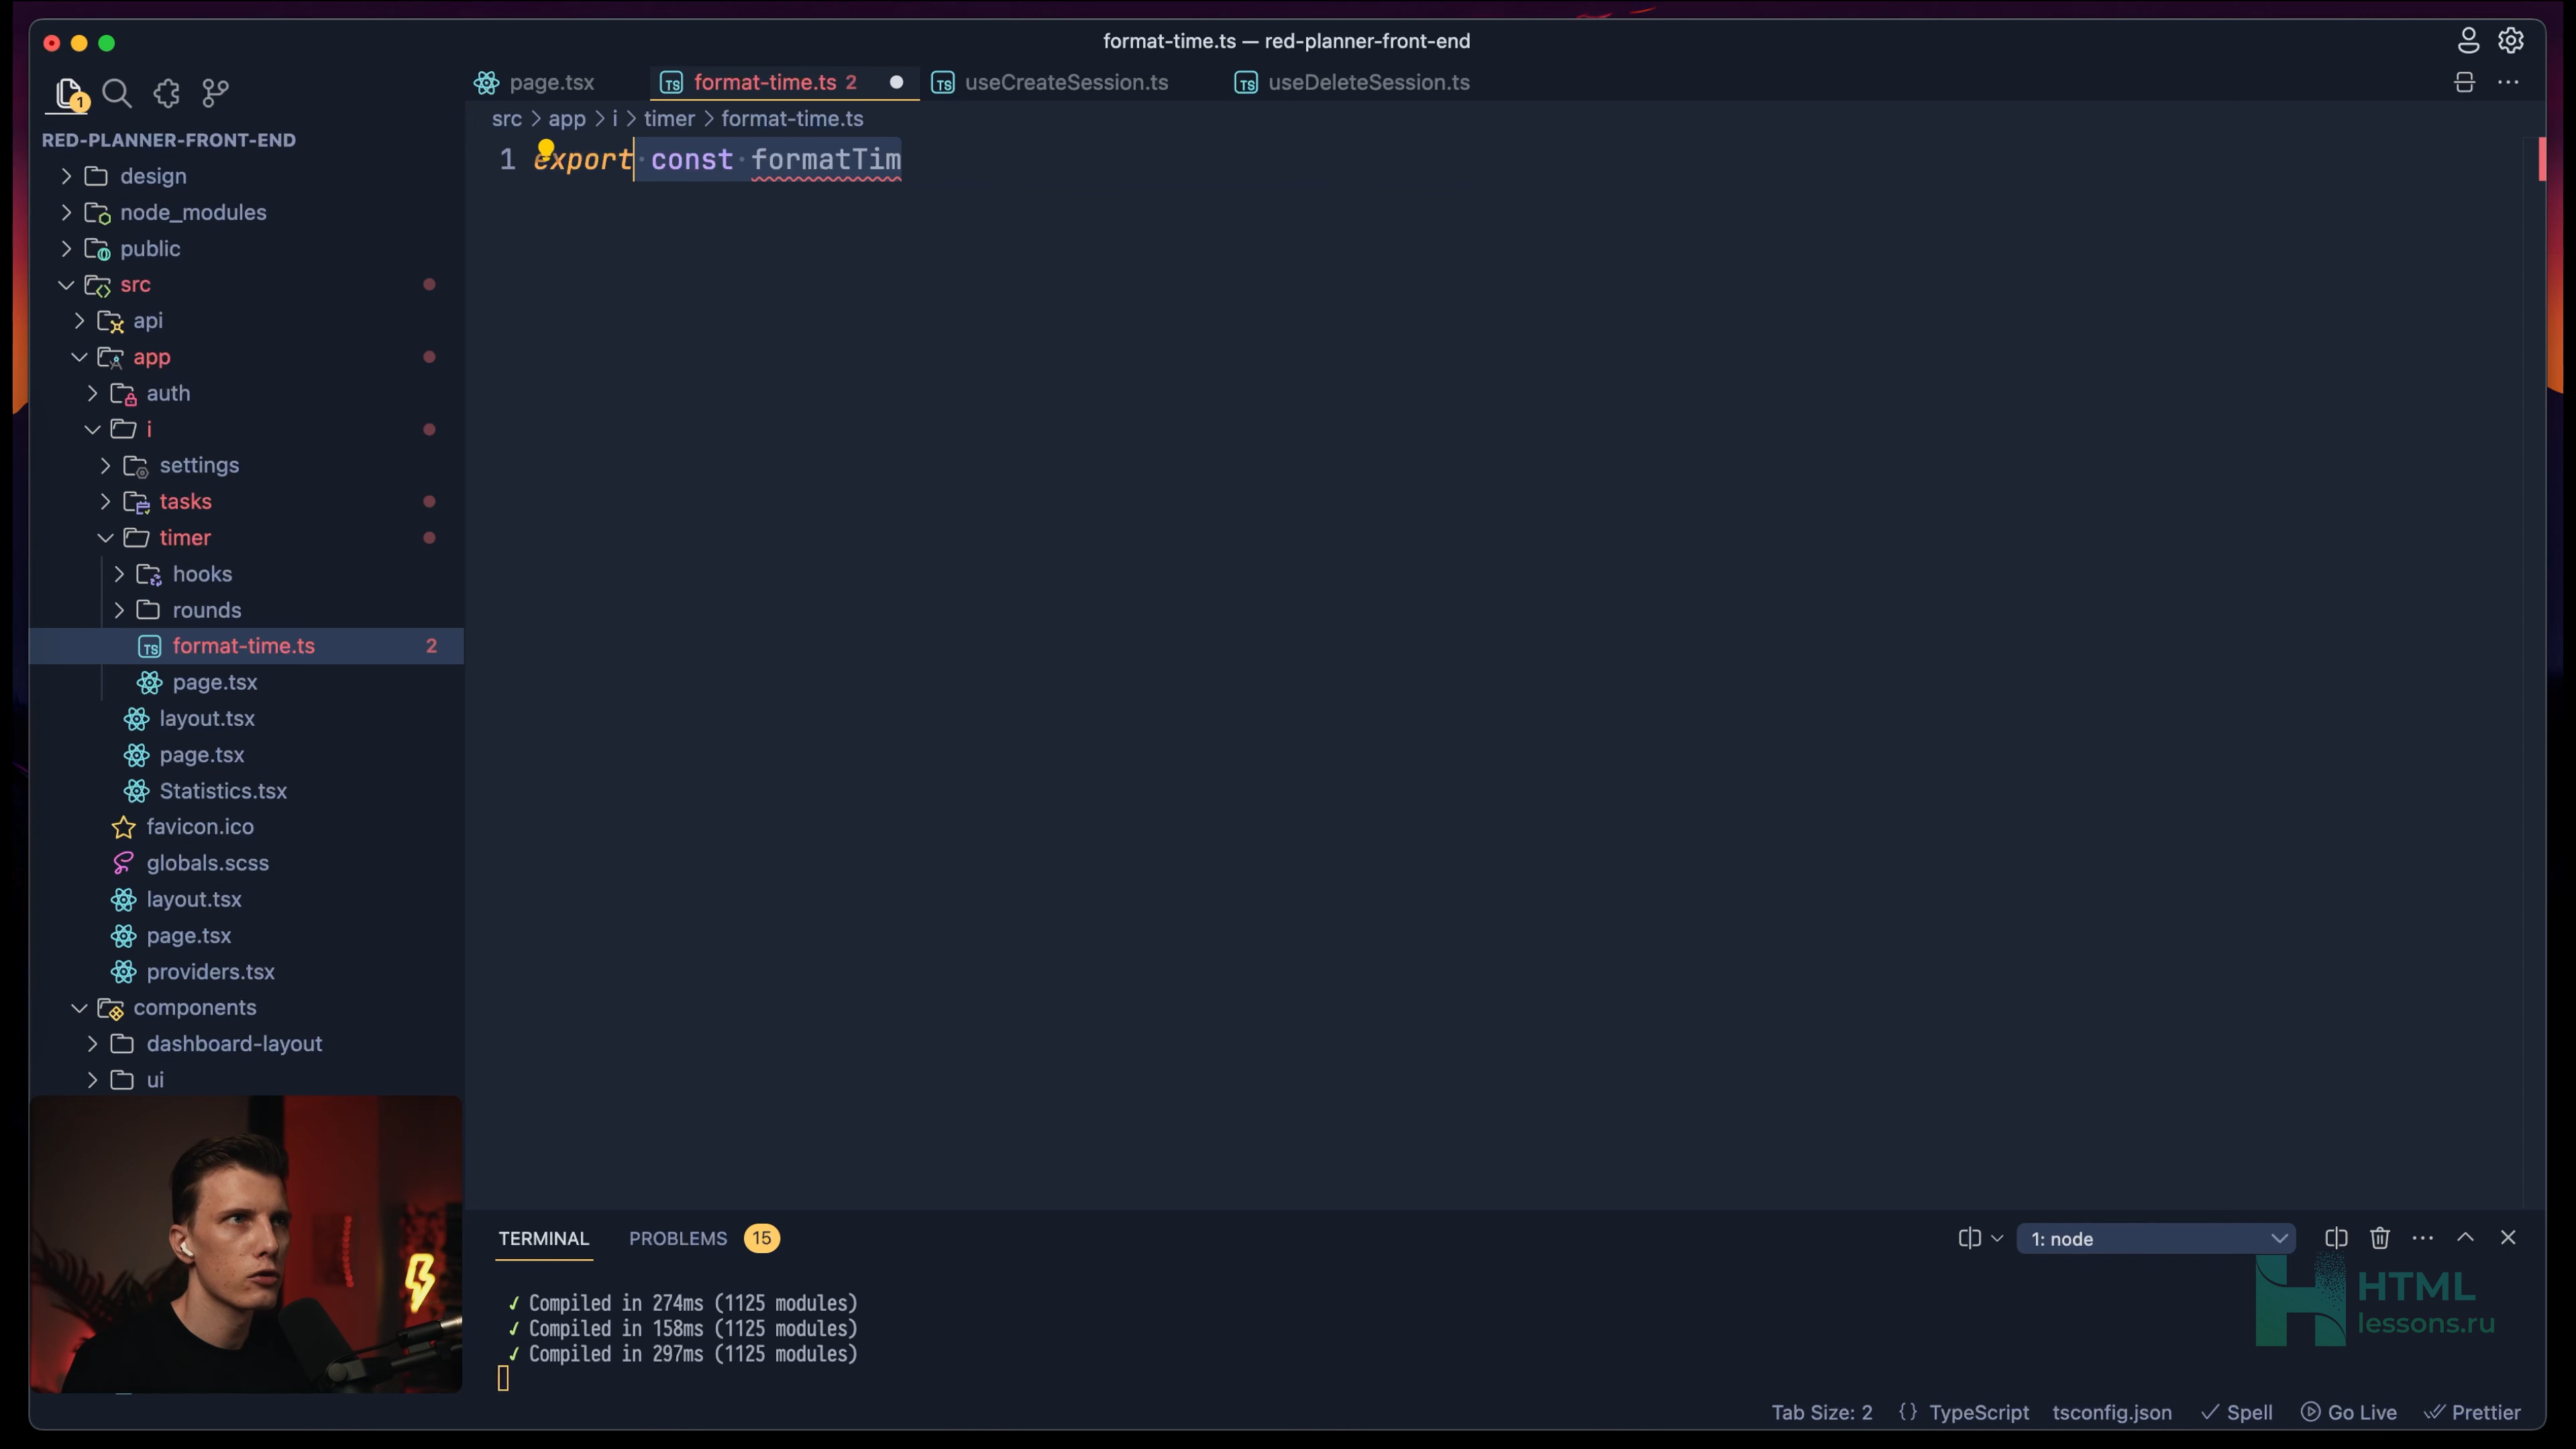 format-time.ts — red-planner-front-end
1
page.tsx
TS format-time.ts 2
TS useCreateSession.ts
TS useDeleteSession.ts
RED-PLANNER-FRONT-END
src > app > i > timer > format-time.ts
1 export const formatTim
design
node_modules
public
src
api
app
auth
i
settings
tasks
timer
hooks
rounds
TS format-time.ts 2
page.tsx
layout.tsx
page.tsx
Statistics.tsx
favicon.ico
globals.scss
layout.tsx
page.tsx
providers.tsx
components
dashboard-layout
ui
TERMINAL PROBLEMS 15
1: node
✓ Compiled in 274ms (1125 modules)
✓ Compiled in 158ms (1125 modules)
✓ Compiled in 297ms (1125 modules)
HTML
lessons.ru
Tab Size: 2 {} TypeScript tsconfig.json Spell Go Live Prettier